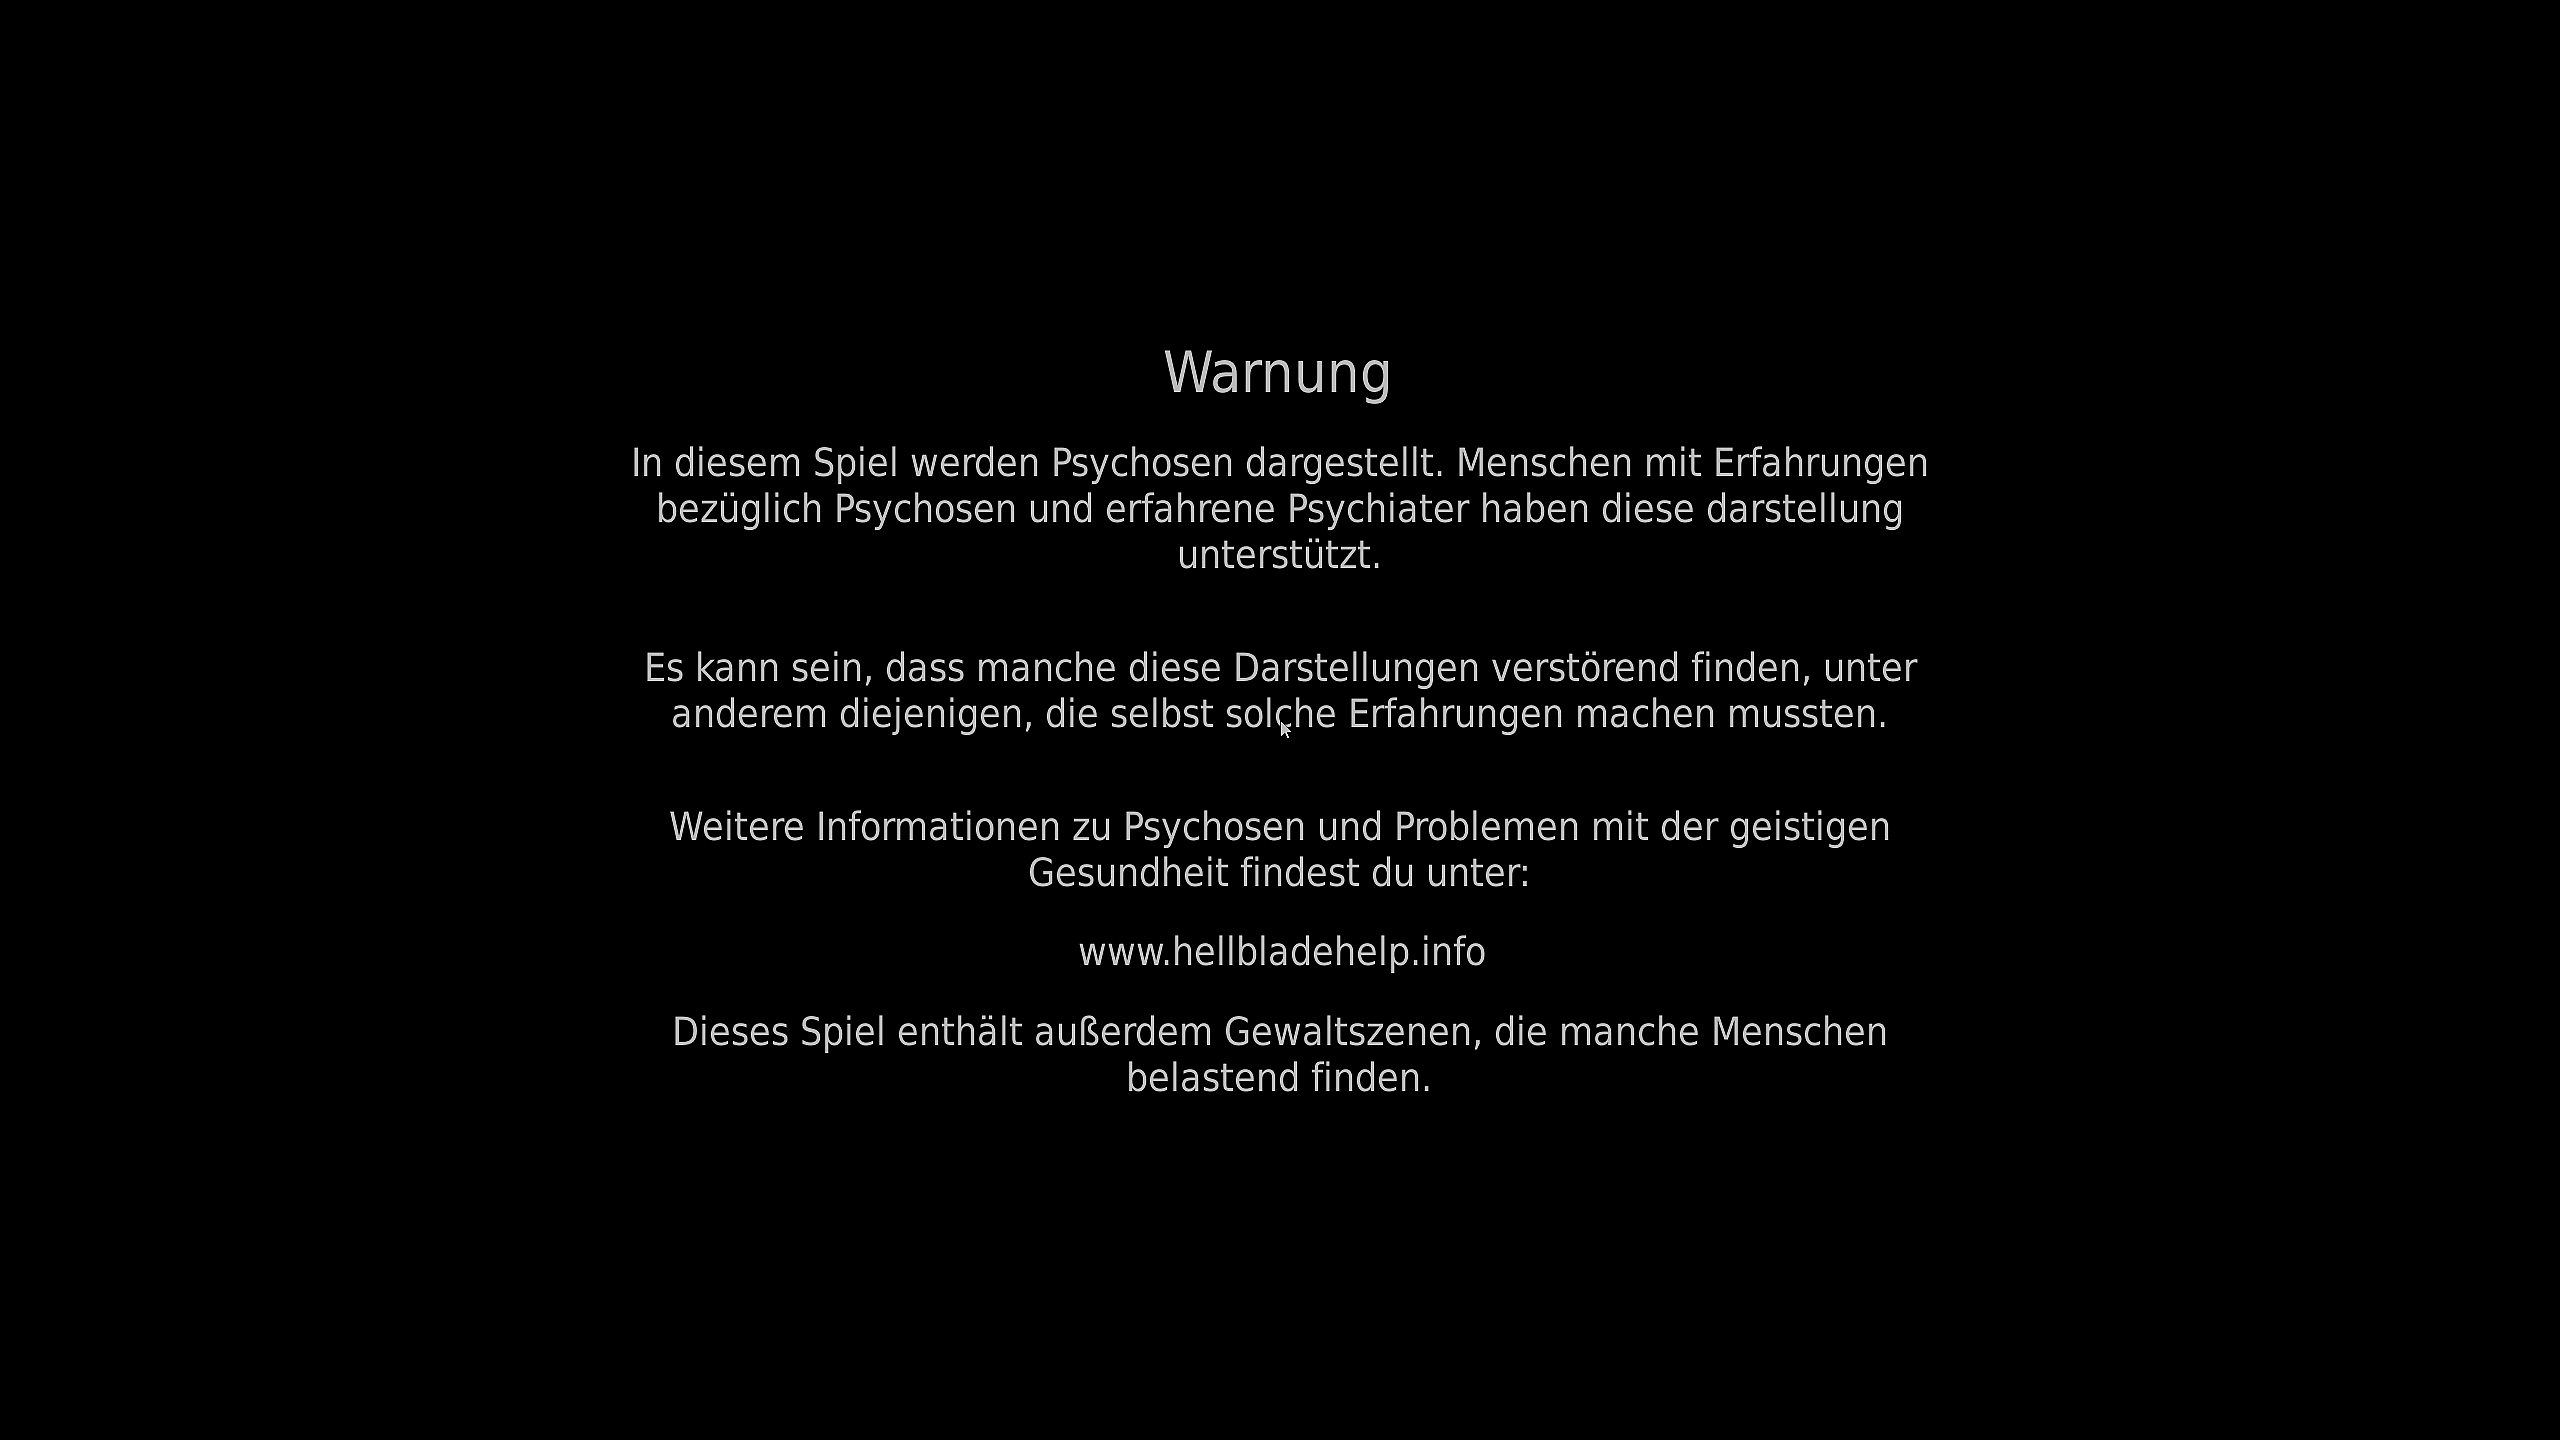 Warnung
In diesem Spiel werden Psychosen dargestellt. Menschen mit Erfahrungen
bezüglich Psychosen und erfahrene Psychiater haben diese darstellung
unterstützt.
Es kann sein, dass manche diese Darstellungen verstörend finden, unter
anderem diejenigen, die selbst solche Erfahrungen machen mussten.
Weitere Informationen zu Psychosen und Problemen mit der geistigen
Gesundheit findest du unter:
www.hellbladehelp.info
Dieses Spiel enthält außerdem Gewaltszenen, die manche Menschen
belastend finden.